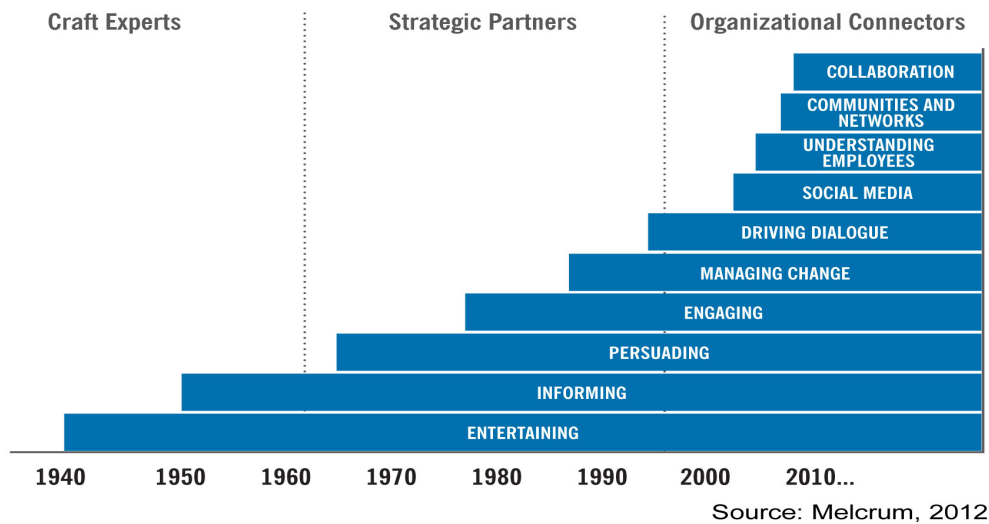 Craft Experts
Strategic Partners
Organizational Connectors
COLLABORATION
COMMUNITIES AND
NETWORKS
UNDERSTANDING
EMPLOYEES
SOCIAL MEDIA
DRIVING DIALOGUE
MANAGING CHANGE
ENGAGING
PERSUADING
INFORMING
ENTERTAINING
1940 1950 1960 1970 1980 1990 2000 2010...
Source: Melcrum, 2012